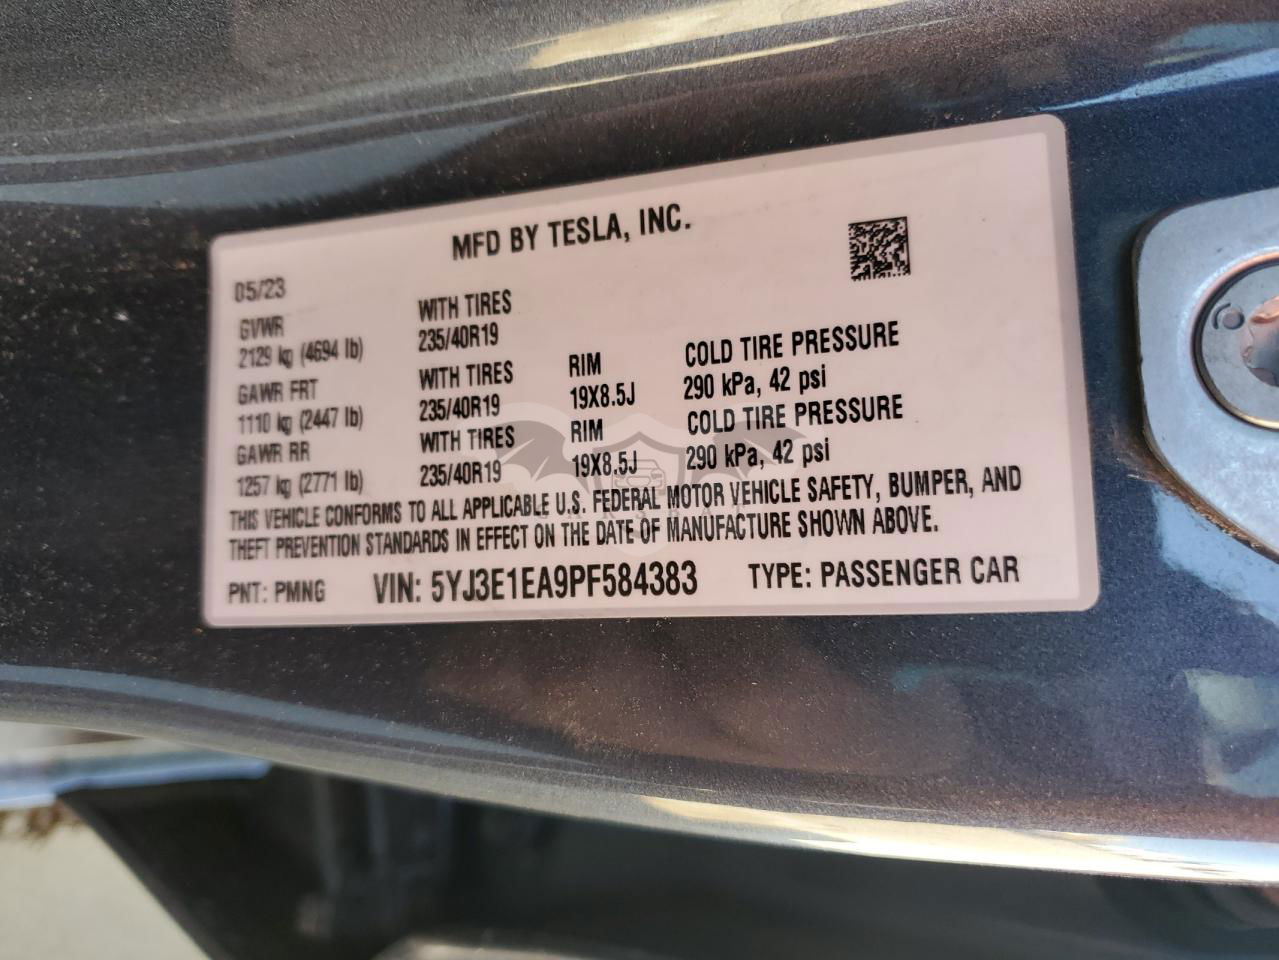 MFD BY TESLA, INC.
05/23
GVWR WITH TIRES
2129 kg (4694 lb) 235/40R19
GAWR FRT WITH TIRES RIM COLD TIRE PRESSURE
1110 kg (2447 lb) 235/40R19 19X8.5J 290 kPa, 42 psi
GAWR RR WITH TIRES RIM COLD TIRE PRESSURE
1257 kg (2771 lb) 235/40R19 19X8.5J 290 kPa, 42 psi
THIS VEHICLE CONFORMS TO ALL APPLICABLE U.S. FEDERAL MOTOR VEHICLE SAFETY, BUMPER, AND
THEFT PREVENTION STANDARDS IN EFFECT ON THE DATE OF MANUFACTURE SHOWN ABOVE.
PNT: PMNG VIN: 5YJ3E1EA9PF584383 TYPE: PASSENGER CAR